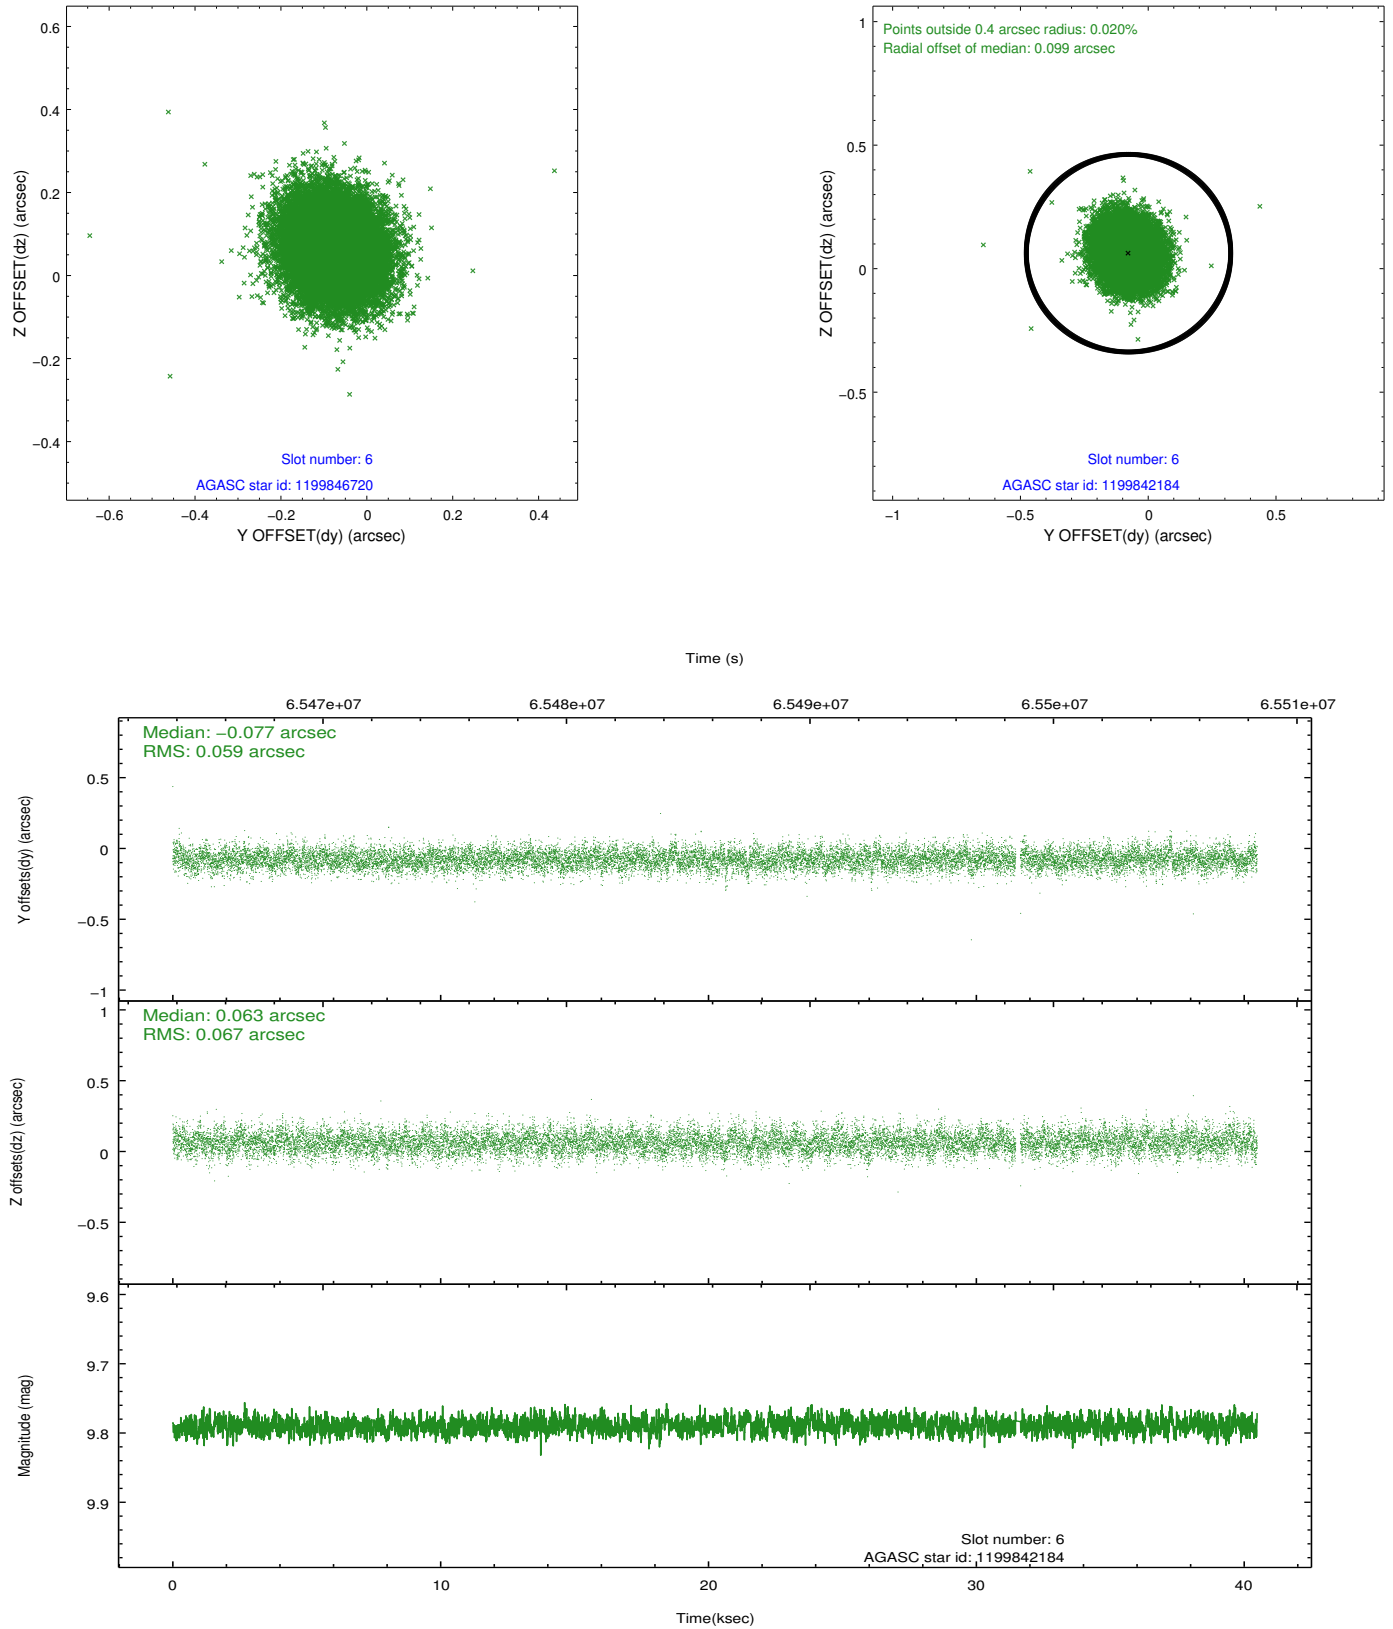 0.6
0.4
0.2
0
−0.2
−0.4
Z OFFSET(dz) (arcsec)
Slot number: 6
AGASC star id: 1199846720
−0.6 −0.4 −0.2 0 0.2 0.4
Y OFFSET(dy) (arcsec)
Points outside 0.4 arcsec radius: 0.020%
Radial offset of median: 0.099 arcsec
1
0.5
0
−0.5
Z OFFSET(dz) (arcsec)
Slot number: 6
AGASC star id: 1199842184
−1 −0.5 0 0.5
Y OFFSET(dy) (arcsec)
Time (s)
6.547e+07 6.548e+07 6.549e+07 6.55e+07 6.551e+07
Median: −0.077 arcsec
RMS: 0.059 arcsec
0.5
0
−0.5
−1
Y offsets(dy) (arcsec)
Median: 0.063 arcsec
RMS: 0.067 arcsec
1
0.5
0
−0.5
Z offsets(dz) (arcsec)
9.6
9.7
9.8
9.9
Magnitude (mag)
Slot number: 6
AGASC star id: 1199842184
0 10 20 30 40
Time(ksec)